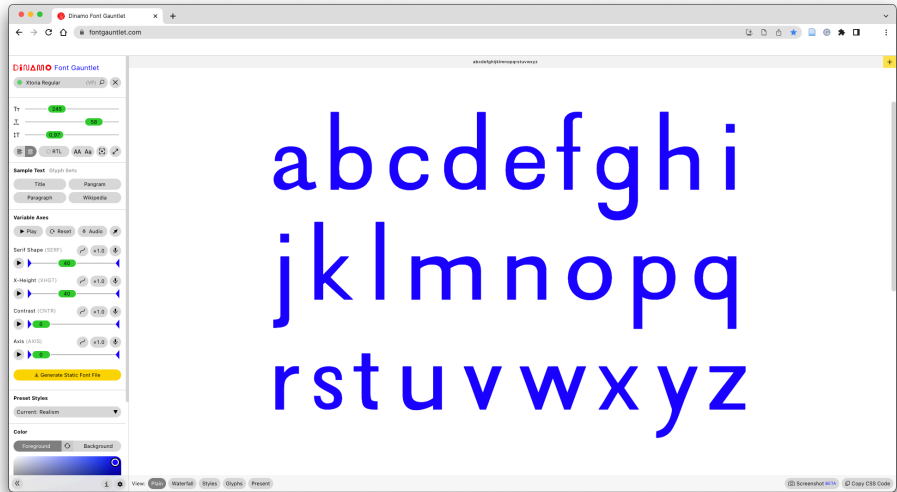 Dinamo Font Gauntlet
fontgauntlet.com
DINAMO Font Gauntlet
abcdefghijklmnopqrstuvwxyz
Xtoria Regular (VF)
245
58
0,97
RTL AA Aa
Sample Text Glyph Sets
Title Pangram
Paragraph Wikipedia
Variable Axes
Play Reset Audio
Serif Shape (SERF) ×1.0
40
X-Height (XHGT) ×1.0
40
Contrast (CNTR) ×1.0
0
Axis (AXIS) ×1.0
0
Generate Static Font File
Preset Styles
Current: Realism
Color
Foreground Background
abcdefghi
jklmnopq
rstuvwxyz
View: Plain Waterfall Styles Glyphs Present
Screenshot BETA Copy CSS Code